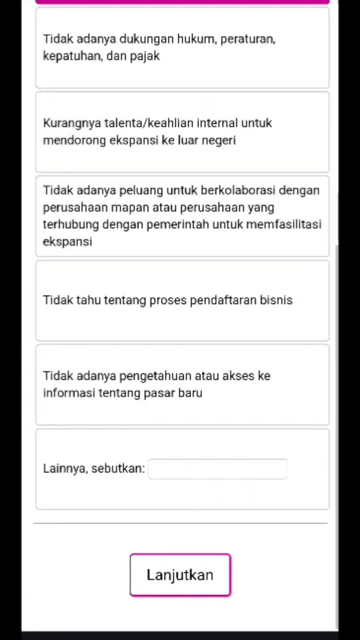 Tidak adanya dukungan hukum, peraturan,
kepatuhan, dan pajak
Kurangnya talenta/keahlian internal untuk
mendorong ekspansi ke luar negeri
Tidak adanya peluang untuk berkolaborasi dengan
perusahaan mapan atau perusahaan yang
terhubung dengan pemerintah untuk memfasilitasi
ekspansi
Tidak tahu tentang proses pendaftaran bisnis
Tidak adanya pengetahuan atau akses ke
informasi tentang pasar baru
Lainnya, sebutkan:
Lanjutkan